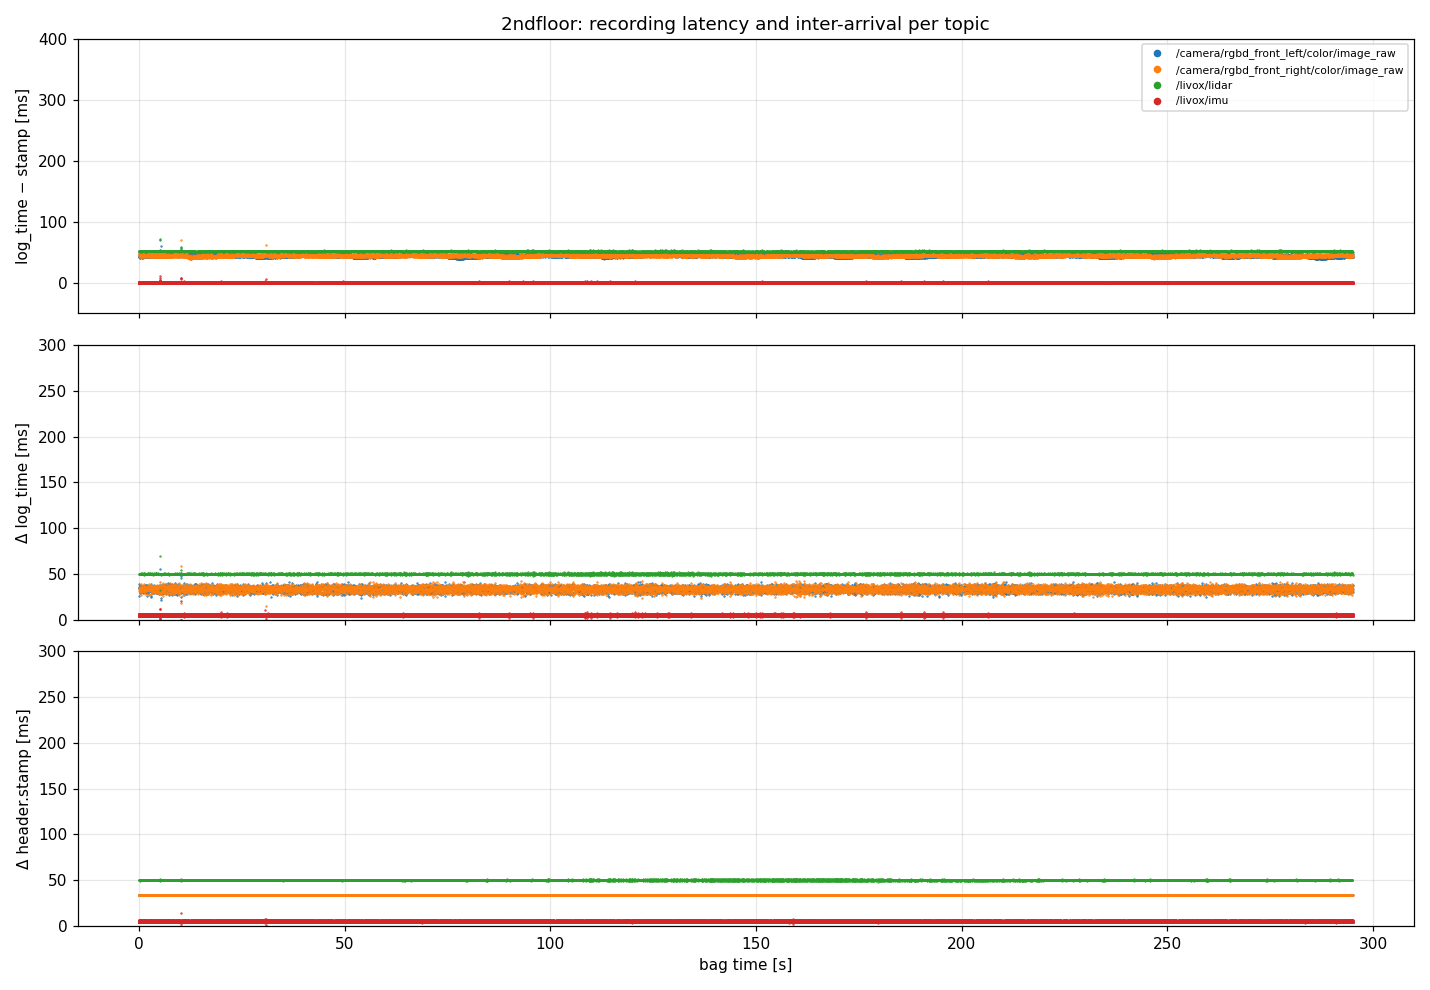 2ndfloor: recording latency and inter-arrival per topic
400
300
200
100
0
log_time − stamp [ms]
/camera/rgbd_front_left/color/image_raw
/camera/rgbd_front_right/color/image_raw
/livox/lidar
/livox/imu
300
250
200
150
100
50
0
Δ log_time [ms]
300
250
200
150
100
50
0
Δ header.stamp [ms]
0 50 100 150 200 250 300
bag time [s]